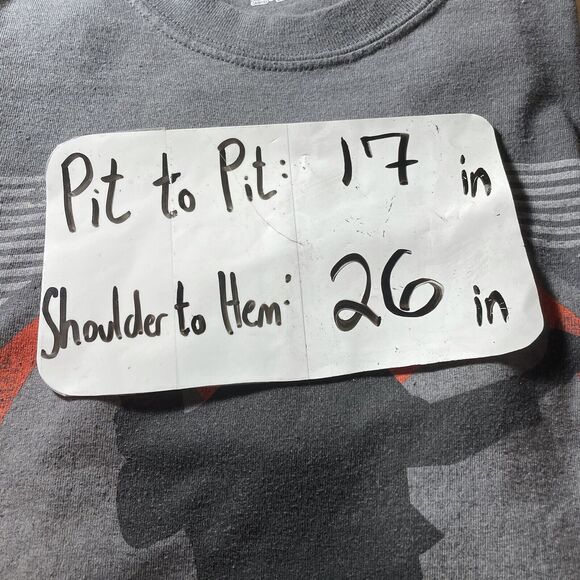 Pit to Pit: 17 in
Shoulder to Hem: 26 in